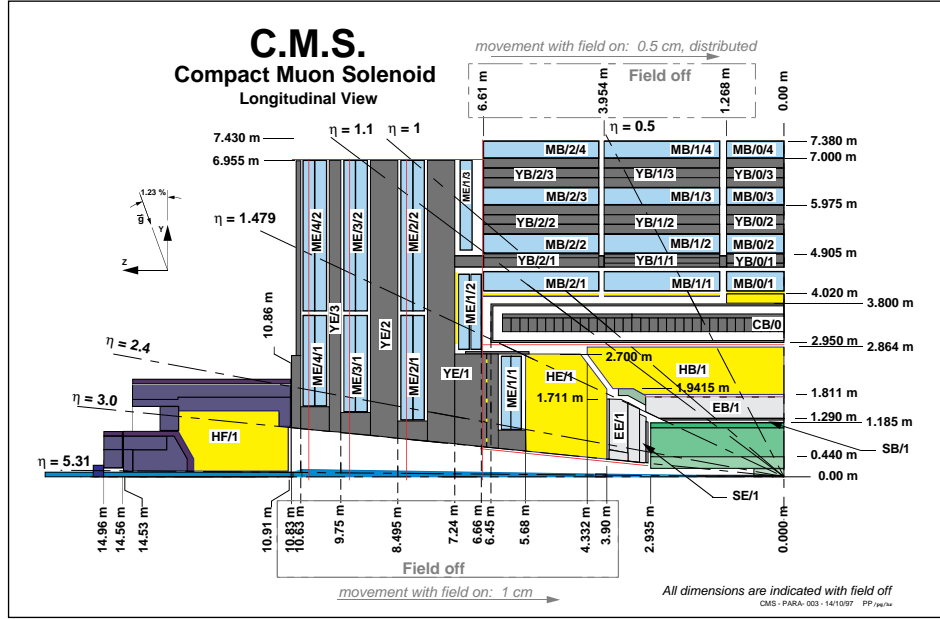 C.M.S.
Compact Muon Solenoid
Longitudinal View
movement with field on: 0.5 cm, distributed
Field off
6.61 m
3.954 m
1.268 m
0.00 m
7.430 m
η = 1.1
η = 1
η = 0.5
6.955 m
7.380 m
7.000 m
5.975 m
4.905 m
4.020 m
3.800 m
2.950 m
2.864 m
1.811 m
1.290 m
1.185 m
0.440 m
0.00 m
MB/2/4
MB/1/4
MB/0/4
YB/2/3
YB/1/3
YB/0/3
MB/2/3
MB/1/3
MB/0/3
YB/2/2
YB/1/2
YB/0/2
MB/2/2
MB/1/2
MB/0/2
YB/2/1
YB/1/1
YB/0/1
MB/2/1
MB/1/1
MB/0/1
CB/0
1.23 %
g
Y
Z
η = 1.479
η = 2.4
η = 3.0
η = 5.31
10.86 m
ME/4/2
ME/3/2
ME/2/2
ME/1/3
YE/3
YE/2
ME/1/2
ME/4/1
ME/3/1
ME/2/1
YE/1
ME/1/1
HE/1
2.700 m
HB/1
1.711 m
1.9415 m
EB/1
EE/1
HF/1
SB/1
SE/1
14.96 m
14.56 m
14.53 m
10.91 m
10.83 m
10.63 m
9.75 m
8.495 m
7.24 m
6.66 m
6.45 m
5.68 m
4.332 m
3.90 m
2.935 m
0.000 m
Field off
movement with field on: 1 cm
All dimensions are indicated with field off
CMS - PARA- 003 - 14/10/97 PP